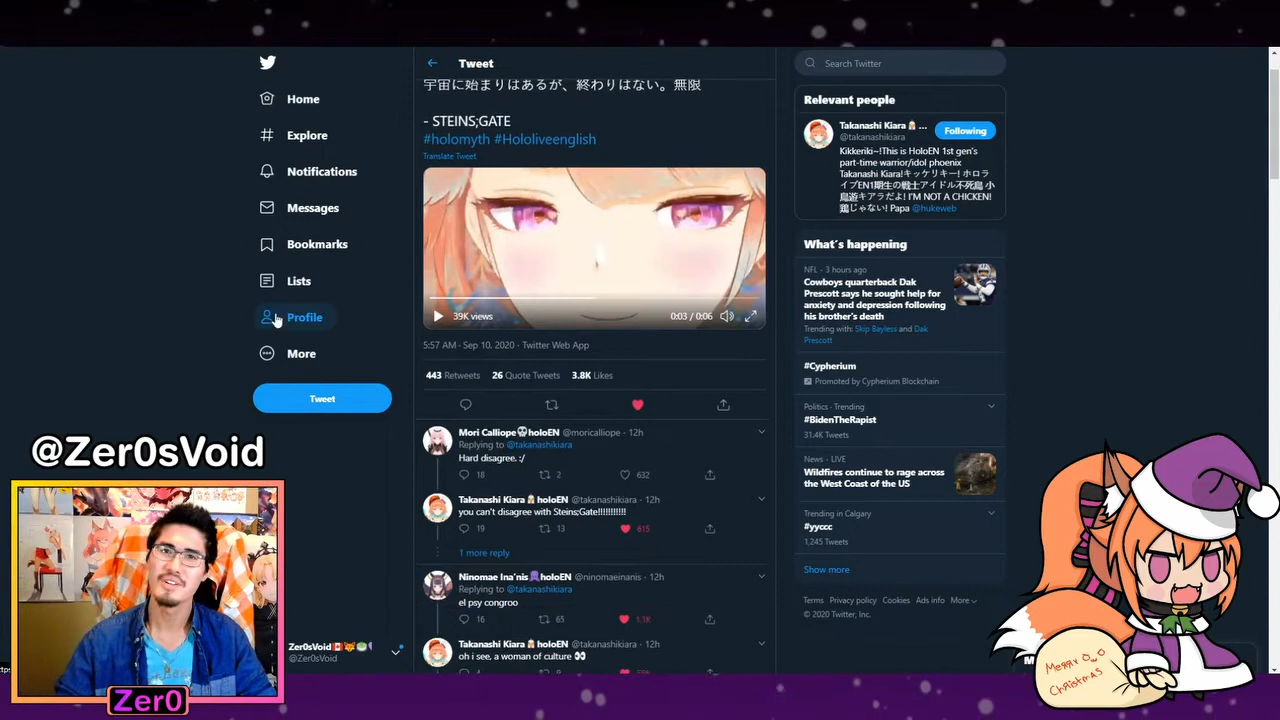 Home
Explore
Notifications
Messages
Bookmarks
Lists
Profile
More
Tweet
@Zer0sVoid
Zer0sVoid
@Zer0sVoid
Zer0
Tweet
宇宙に始まりはあるが、終わりはない。無限
- STEINS;GATE
#holomyth #Hololiveenglish
Translate Tweet
39K views
0:03 / 0:06
5:57 AM · Sep 10, 2020 · Twitter Web App
443 Retweets 26 Quote Tweets 3.8K Likes
Mori Calliope💀holoEN @moricalliope · 12h
Replying to @takanashikiara
Hard disagree. :/
18 2 632
Takanashi Kiara holoEN @takanashikiara · 12h
you can't disagree with Steins;Gate!!!!!!!!!!!
19 13 615
1 more reply
Ninomae Ina'nis holoEN @ninomaeinanis · 12h
Replying to @takanashikiara
el psy congroo
16 65 1.1K
Takanashi Kiara holoEN @takanashikiara · 12h
oh i see, a woman of culture 👀
Search Twitter
Relevant people
Takanashi Kiara ...
@takanashikiara
Following
Kikkeriki~!This is HoloEN 1st gen's
part-time warrior/idol phoenix
Takanashi Kiara!キッケリキー! ホロラ
イブEN1期生の戦士アイドル不死鳥 小
鳥遊キアラだよ! I'M NOT A CHICKEN!
鶏じゃない! Papa @hukeweb
What's happening
NFL · 3 hours ago
Cowboys quarterback Dak
Prescott says he sought help for
anxiety and depression following
his brother's death
Trending with: Skip Bayless and Dak
Prescott
#Cypherium
Promoted by Cypherium Blockchain
Politics · Trending
#BidenTheRapist
31.4K Tweets
News · LIVE
Wildfires continue to rage across
the West Coast of the US
Trending in Calgary
#yyccc
1,245 Tweets
Show more
Terms Privacy policy Cookies Ads info More
© 2020 Twitter, Inc.
Merry OwO
Christmas